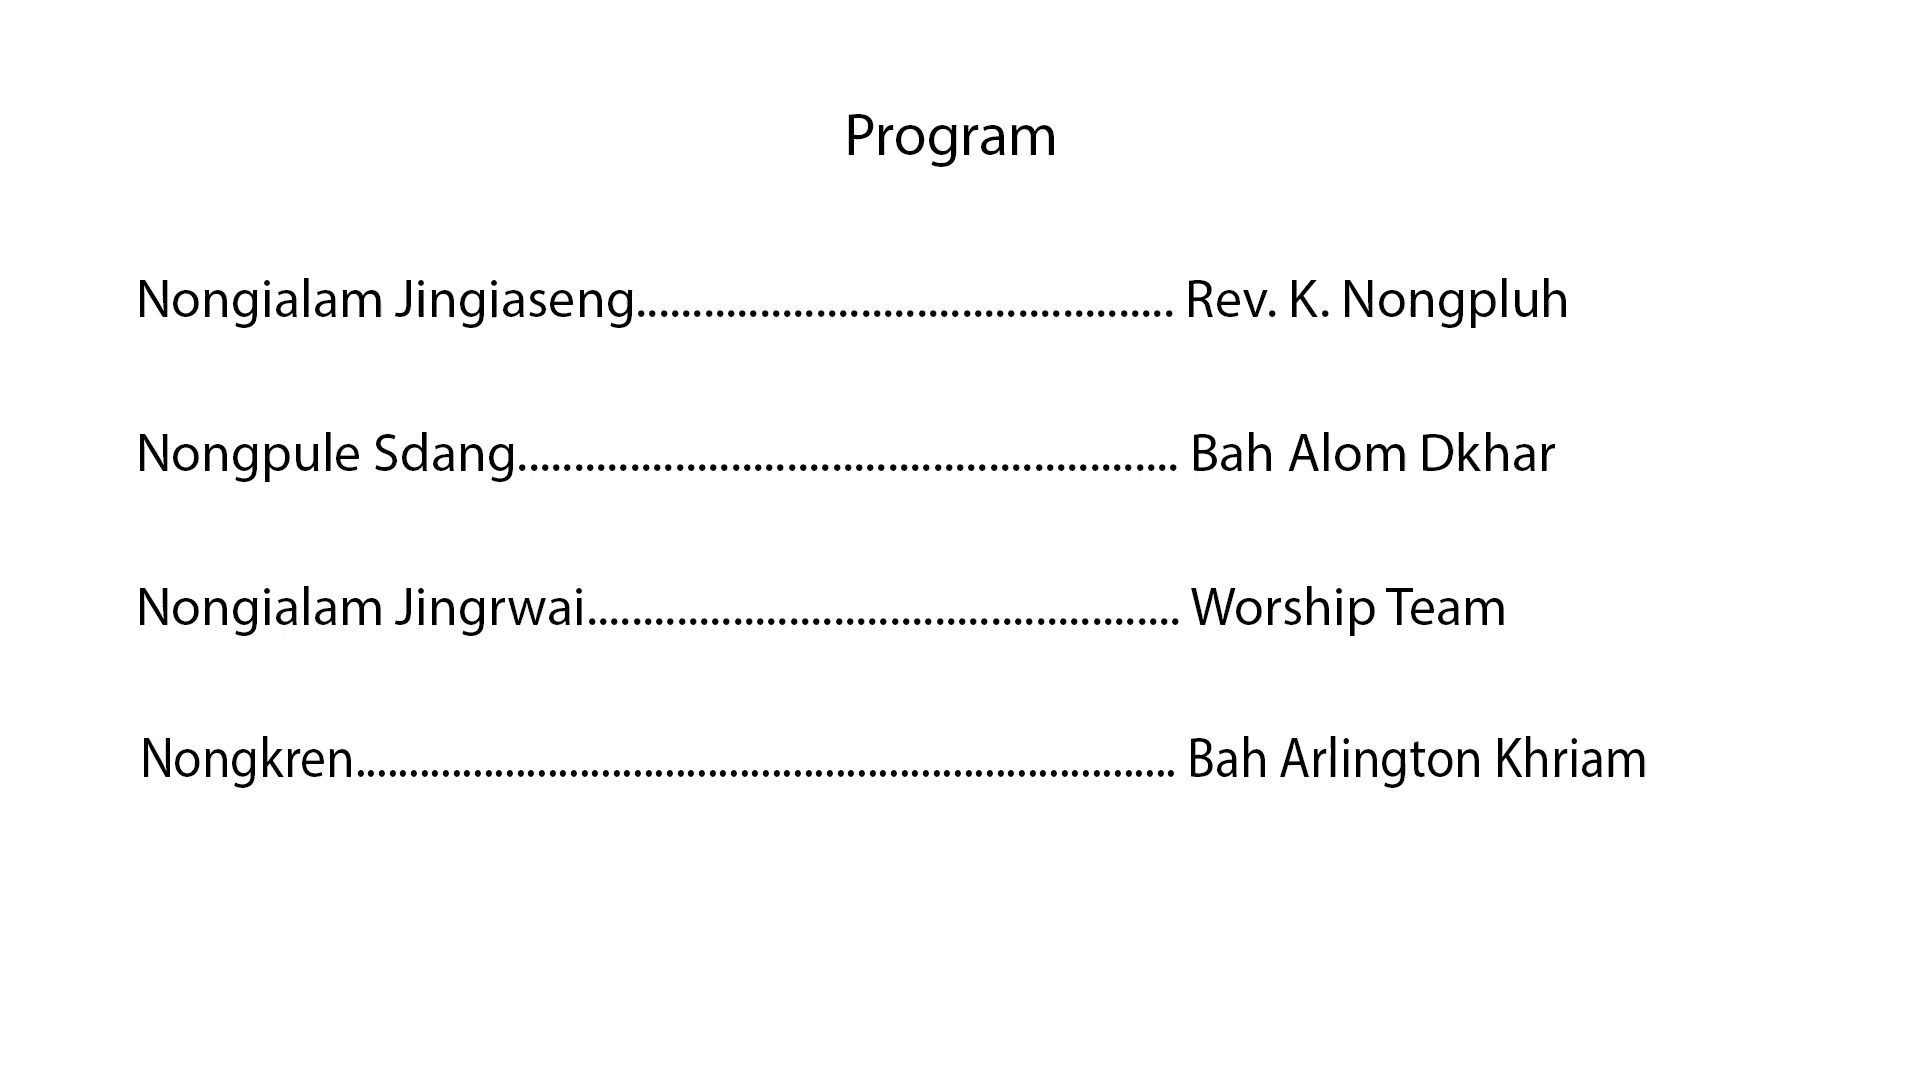 Program
Nongialam Jingiaseng................................................ Rev. K. Nongpluh
Nongpule Sdang........................................................... Bah Alom Dkhar
Nongialam Jingrwai..................................................... Worship Team
Nongkren............................................................................ Bah Arlington Khriam